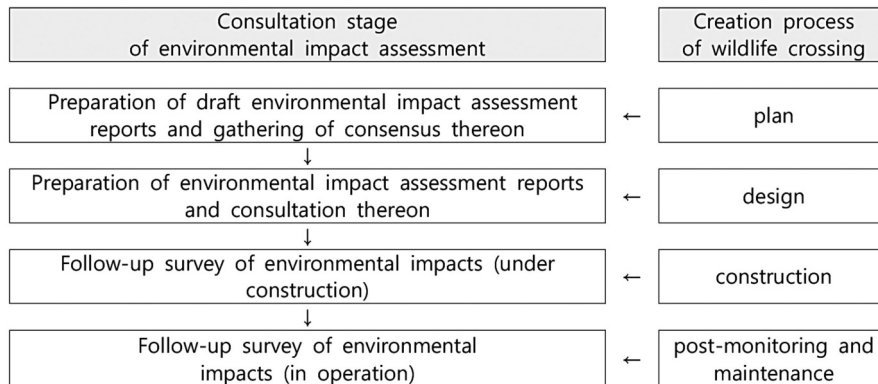 Consultation stage
of environmental impact assessment
Creation process
of wildlife crossing
Preparation of draft environmental impact assessment
reports and gathering of consensus thereon
←
plan
↓
Preparation of environmental impact assessment reports
and consultation thereon
←
design
↓
Follow-up survey of environmental impacts (under
construction)
←
construction
↓
Follow-up survey of environmental
impacts (in operation)
←
post-monitoring and
maintenance